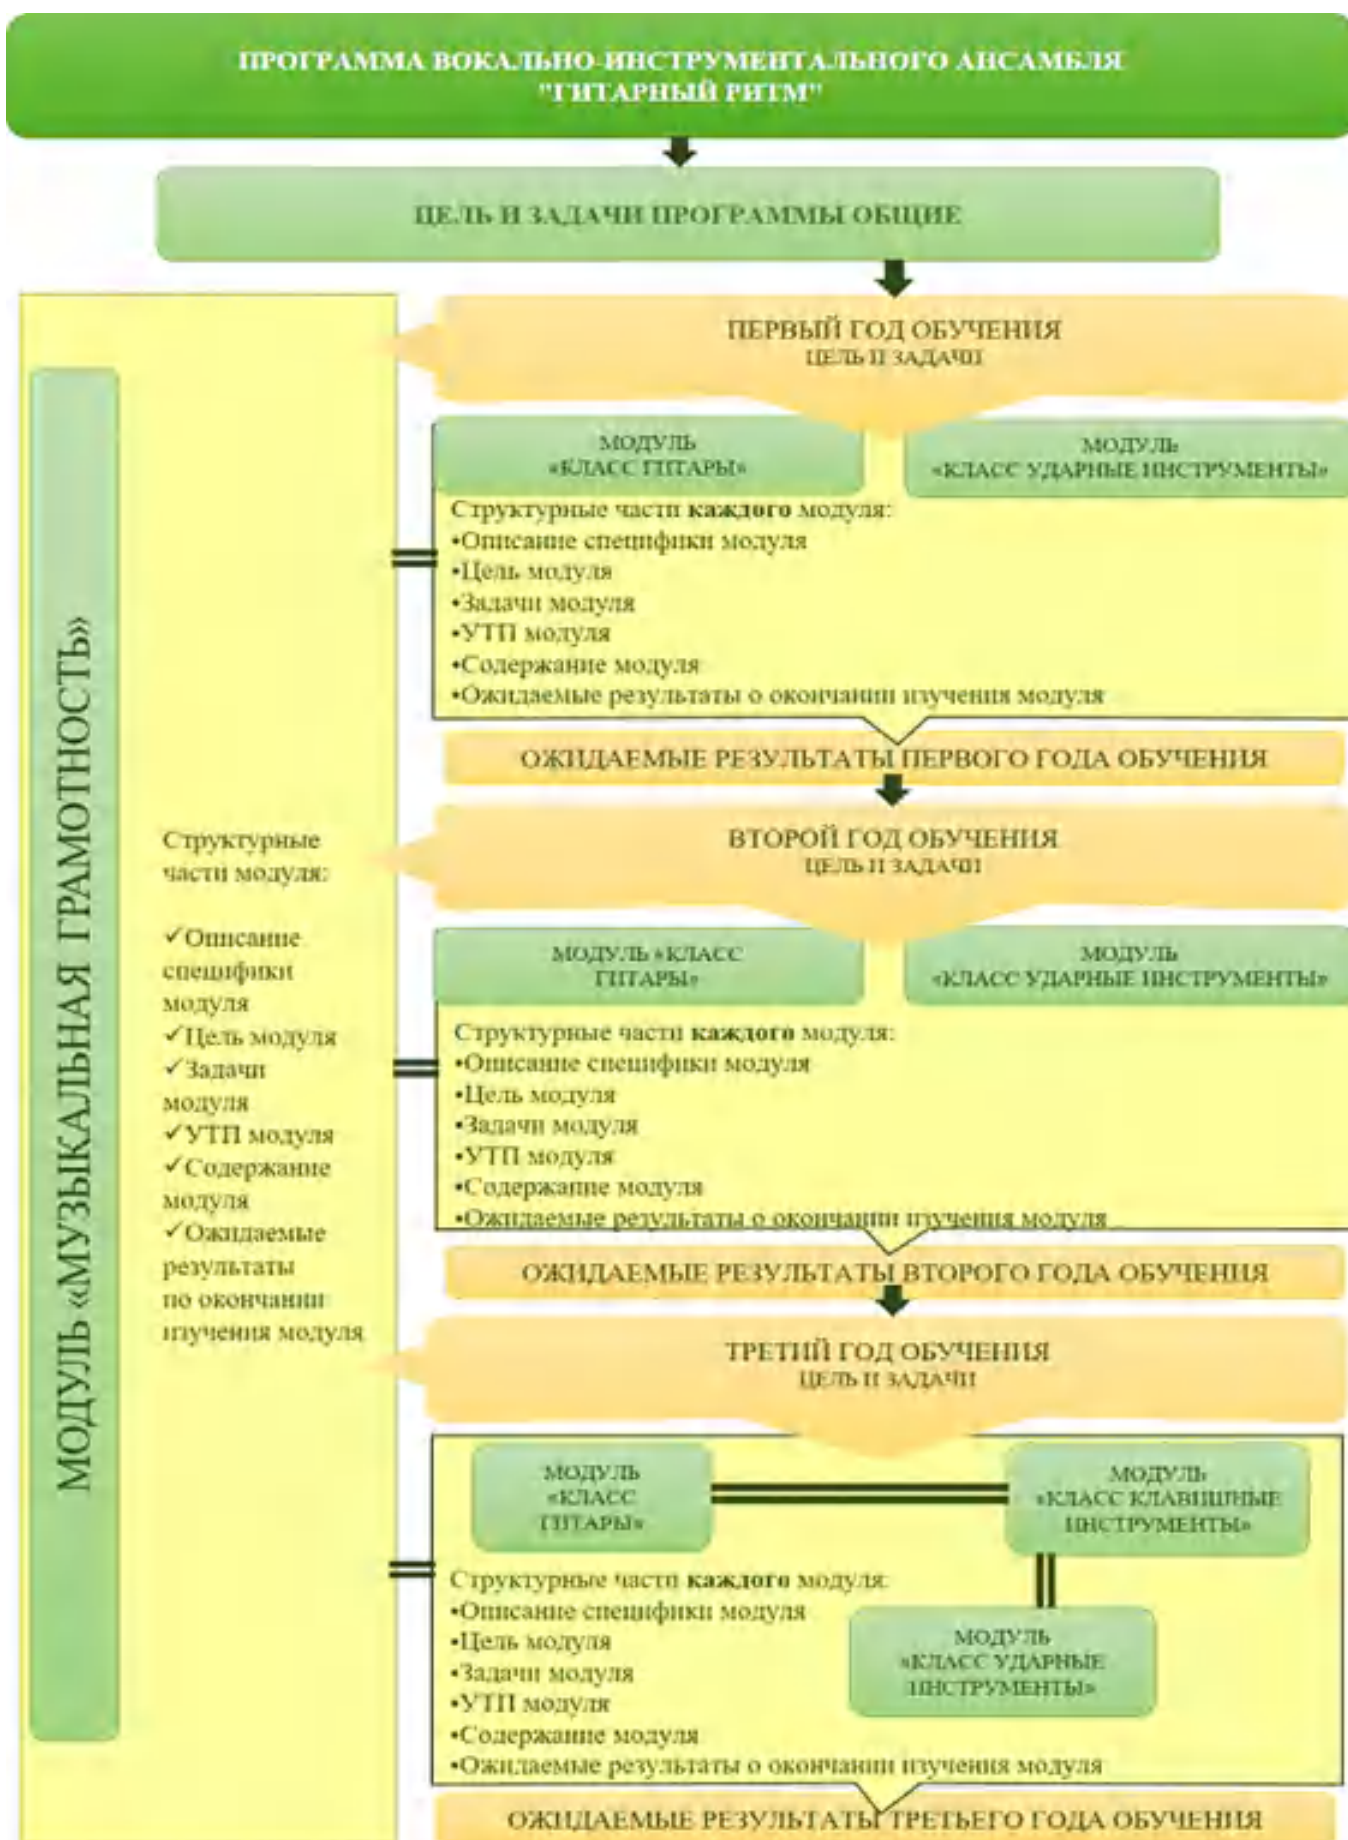 ПРОГРАММА ВОКАЛЬНО-ИНСТРУМЕНТАЛЬНОГО АНСАМБЛЯ
"ГИТАРНЫЙ РИТМ"
ЦЕЛЬ И ЗАДАЧИ ПРОГРАММЫ ОБЩИЕ
МОДУЛЬ «МУЗЫКАЛЬНАЯ ГРАМОТНОСТЬ»
Структурные
части модуля:
✓Описание
специфики
модуля
✓Цель модуля
✓Задачи
модуля
✓УТП модуля
✓Содержание
модуля
✓Ожидаемые
результаты
по окончании
изучения модуля
ПЕРВЫЙ ГОД ОБУЧЕНИЯ
ЦЕЛЬ И ЗАДАЧИ
МОДУЛЬ
«КЛАСС ГИТАРЫ»
МОДУЛЬ
«КЛАСС УДАРНЫЕ ИНСТРУМЕНТЫ»
Структурные части каждого модуля:
•Описание специфики модуля
•Цель модуля
•Задачи модуля
•УТП модуля
•Содержание модуля
•Ожидаемые результаты о окончании изучения модуля
ОЖИДАЕМЫЕ РЕЗУЛЬТАТЫ ПЕРВОГО ГОДА ОБУЧЕНИЯ
ВТОРОЙ ГОД ОБУЧЕНИЯ
ЦЕЛЬ И ЗАДАЧИ
МОДУЛЬ «КЛАСС
ГИТАРЫ»
МОДУЛЬ
«КЛАСС УДАРНЫЕ ИНСТРУМЕНТЫ»
Структурные части каждого модуля:
•Описание специфики модуля
•Цель модуля
•Задачи модуля
•УТП модуля
•Содержание модуля
•Ожидаемые результаты о окончании изучения модуля
ОЖИДАЕМЫЕ РЕЗУЛЬТАТЫ ВТОРОГО ГОДА ОБУЧЕНИЯ
ТРЕТИЙ ГОД ОБУЧЕНИЯ
ЦЕЛЬ И ЗАДАЧИ
МОДУЛЬ
«КЛАСС
ГИТАРЫ»
МОДУЛЬ
«КЛАСС КЛАВИШНЫЕ
ИНСТРУМЕНТЫ»
Структурные части каждого модуля:
•Описание специфики модуля
•Цель модуля
•Задачи модуля
•УТП модуля
•Содержание модуля
•Ожидаемые результаты о окончании изучения модуля
МОДУЛЬ
«КЛАСС УДАРНЫЕ
ИНСТРУМЕНТЫ»
ОЖИДАЕМЫЕ РЕЗУЛЬТАТЫ ТРЕТЬЕГО ГОДА ОБУЧЕНИЯ